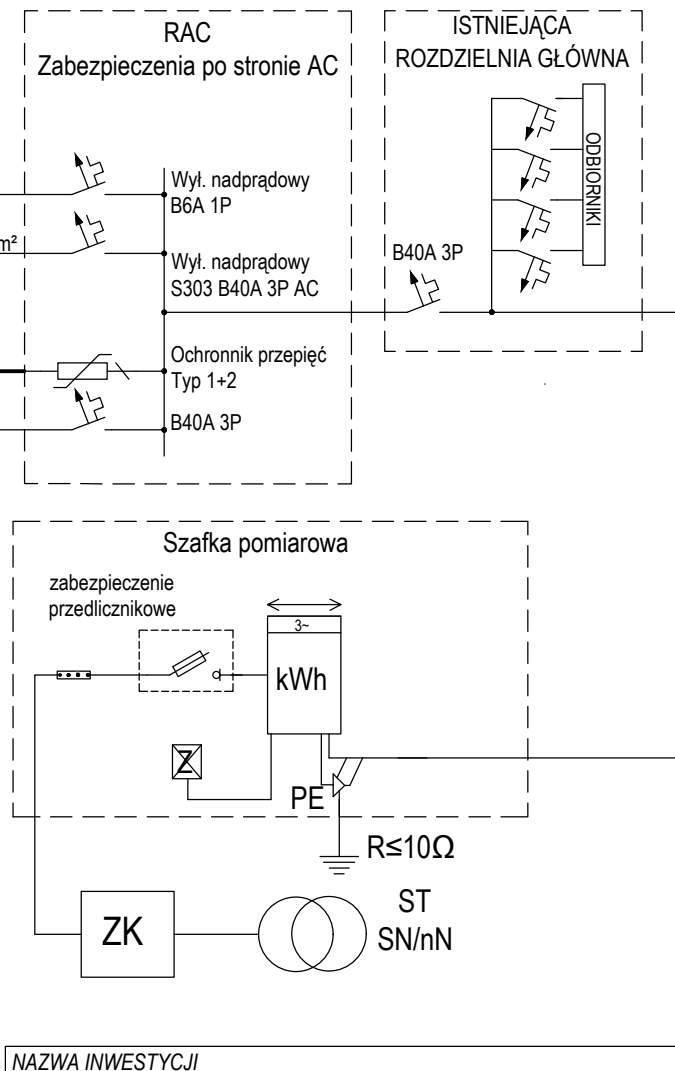 RAC
Zabezpieczenia po stronie AC
ISTNIEJĄCA
ROZDZIELNIA GŁÓWNA
ODBIORNIKI
Wył. nadprądowy
B6A 1P
m²
Wył. nadprądowy
S303 B40A 3P AC
B40A 3P
Ochronnik przepięć
Typ 1+2
B40A 3P
Szafka pomiarowa
zabezpieczenie
przedlicznikowe
3~
kWh
Z
PE
R≤10Ω
ZK
ST
SN/nN
NAZWA INWESTYCJI